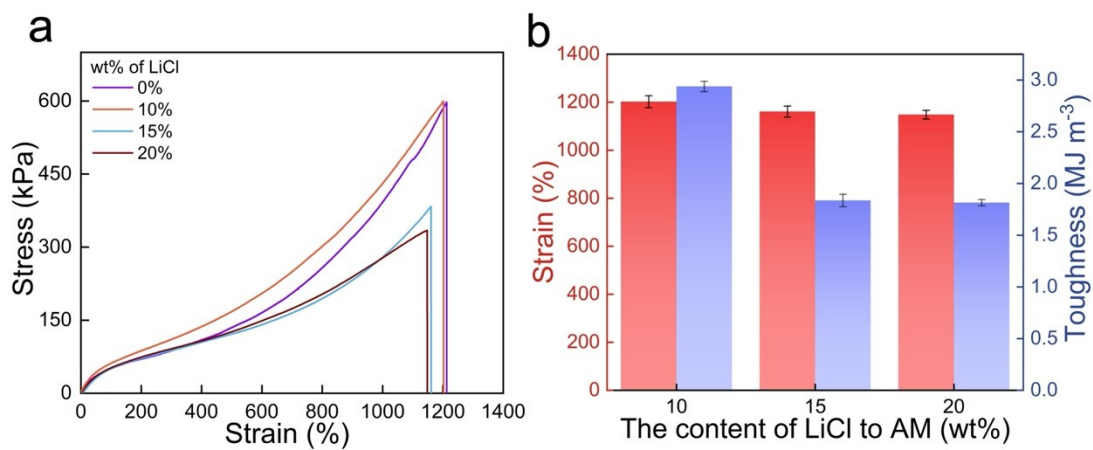 a
Stress (kPa)
600
450
300
150
0
wt% of LiCl
0%
10%
15%
20%
0 200 400 600 800 1000 1200 1400
Strain (%)
b
Strain (%)
1400
1200
1000
800
600
400
200
0
10 15 20
The content of LiCl to AM (wt%)
3.0
2.5
2.0
1.5
1.0
0.5
0.0
Toughness (MJ m⁻³)